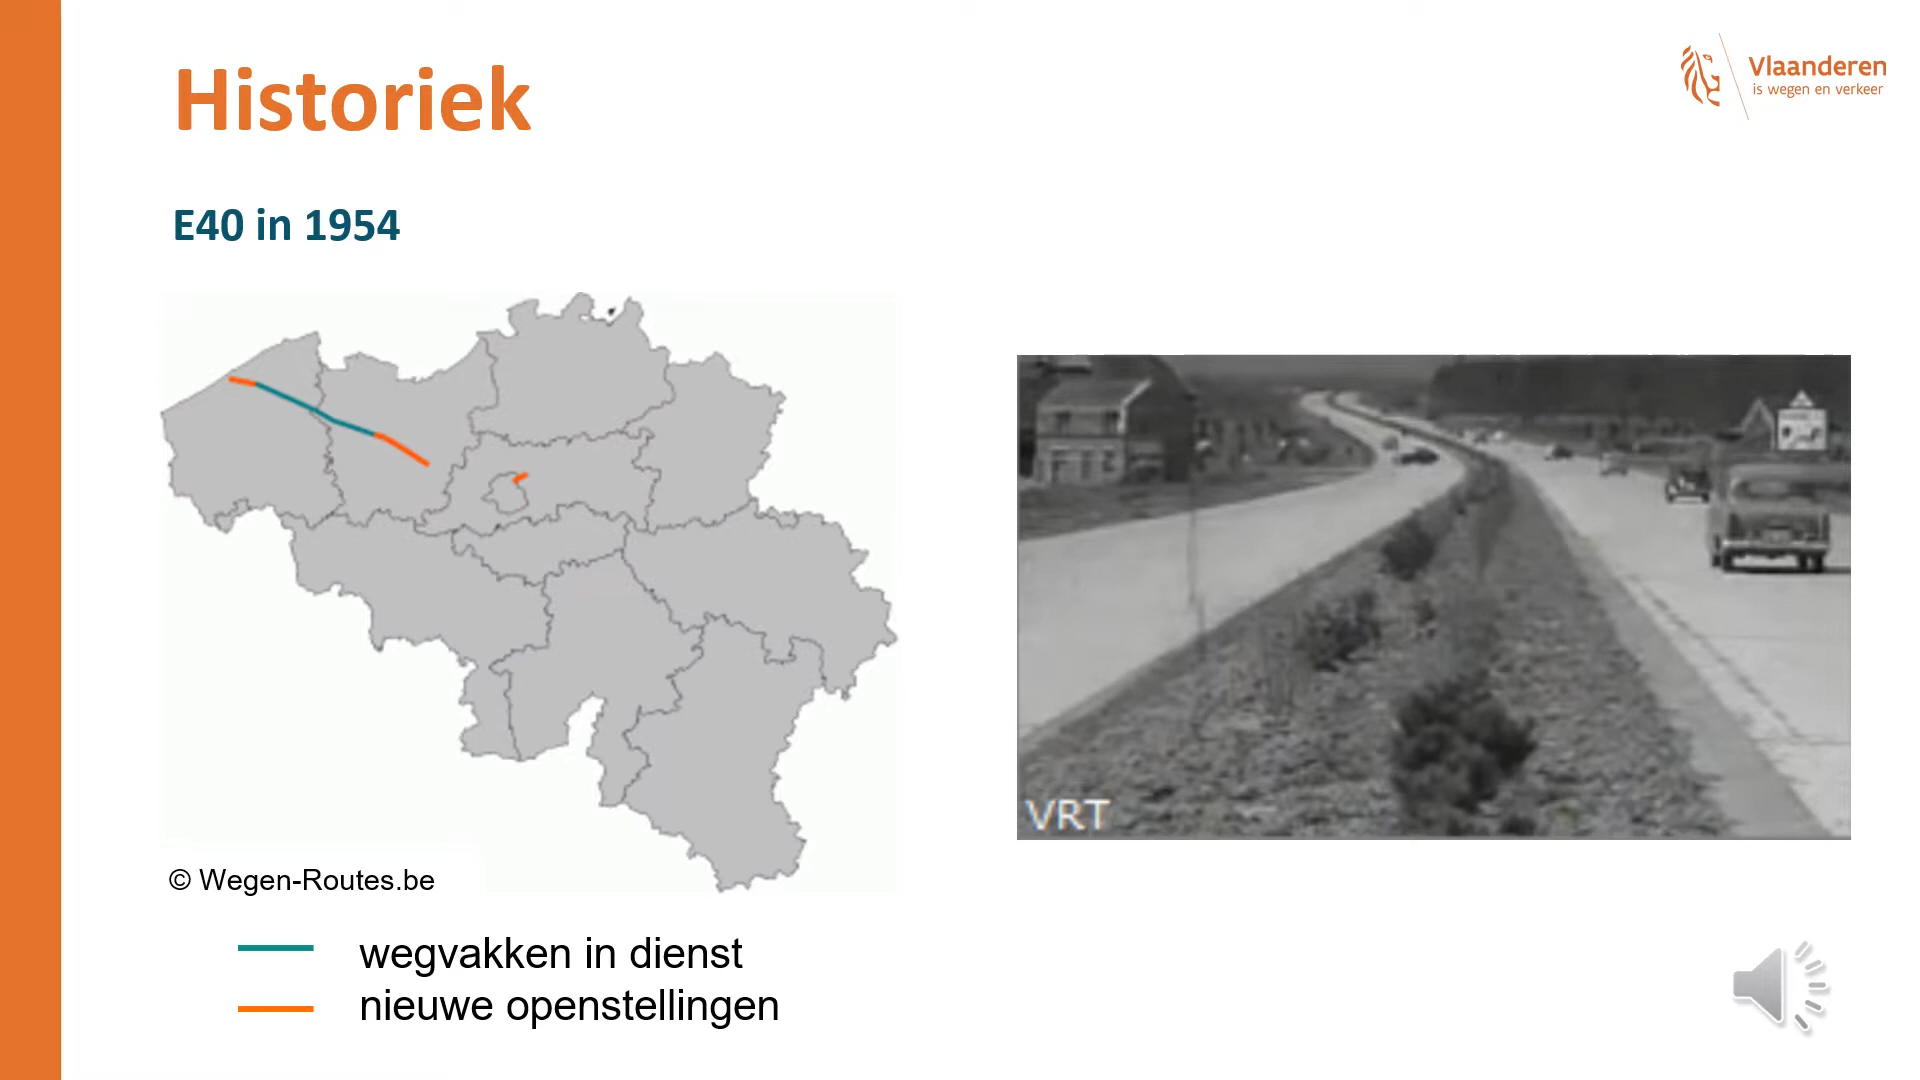 Historiek
Vlaanderen
is wegen en verkeer
E40 in 1954
VRT
© Wegen-Routes.be
wegvakken in dienst
nieuwe openstellingen